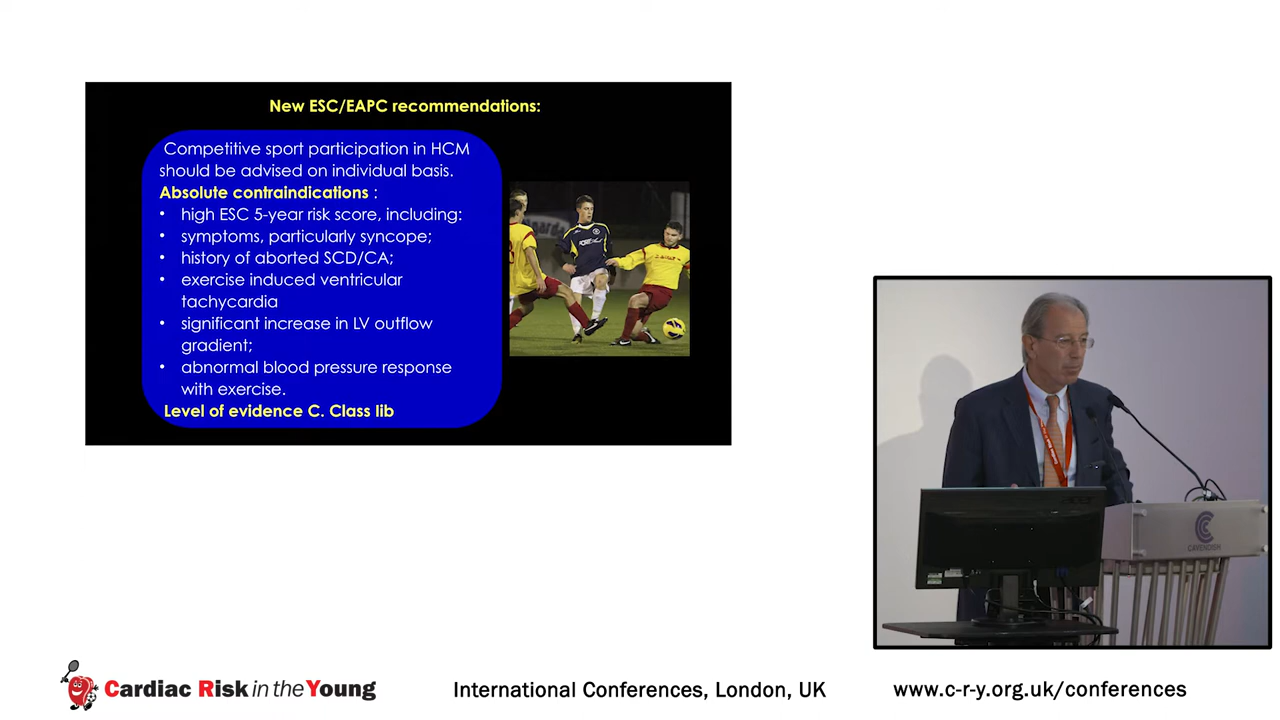 New ESC/EAPC recommendations:
Competitive sport participation in HCM
should be advised on individual basis.
Absolute contraindications :
• high ESC 5-year risk score, including:
• symptoms, particularly syncope;
• history of aborted SCD/CA;
• exercise induced ventricular
tachycardia
• significant increase in LV outflow
gradient;
• abnormal blood pressure response
with exercise.
Level of evidence C. Class Iib
CAVENDISH
Cardiac Risk in the Young
International Conferences, London, UK
www.c-r-y.org.uk/conferences